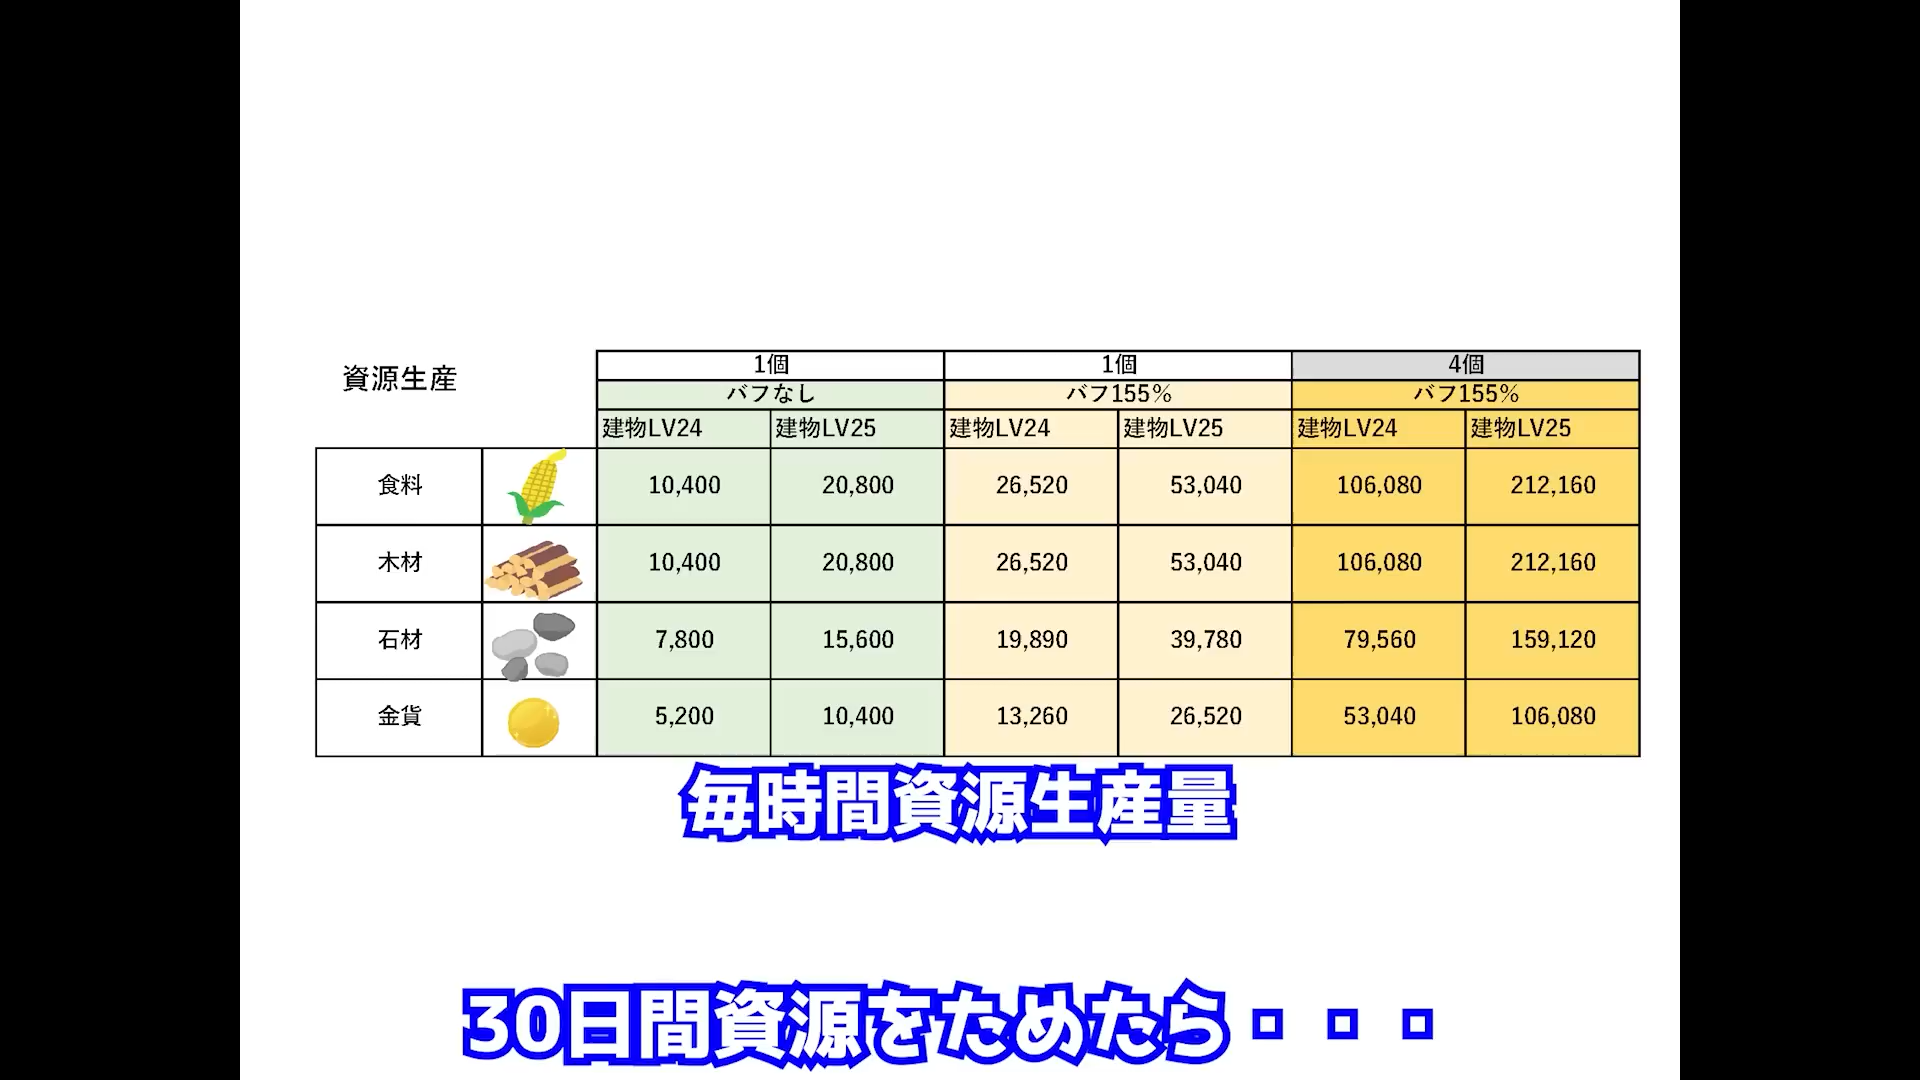 資源生産
1個 1個 4個
バフなし バフ155% バフ155%
建物LV24 建物LV25 建物LV24 建物LV25 建物LV24 建物LV25
食料 10,400 20,800 26,520 53,040 106,080 212,160
木材 10,400 20,800 26,520 53,040 106,080 212,160
石材 7,800 15,600 19,890 39,780 79,560 159,120
金貨 5,200 10,400 13,260 26,520 53,040 106,080
毎時間資源生産量
30日間資源をためたら・・・